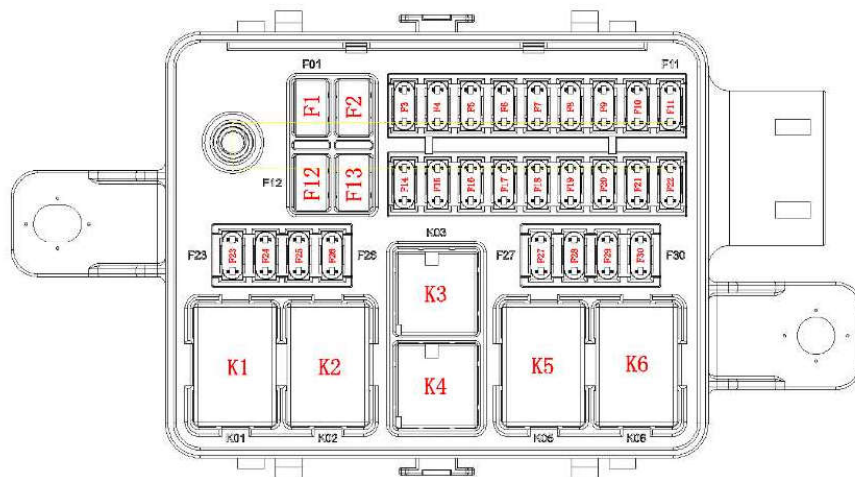 F01 F11
F1 F2 F3 F4 F5 F6 F7 F8 F9 F10 F11
F12 F12 F13 F14 F15 F16 F17 F18 F19 F20 F21 F22
K03
F23 F23 F24 F25 F26 F26 F27 F27 F28 F29 F30 F30
K3
K1 K2 K4 K5 K6
K01 K02 K05 K06